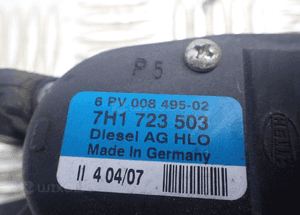 P5
6 PV 008 495-02
7H1 723 503
Diesel AG HLO
Made in Germany
II 4 04/07
HELLA